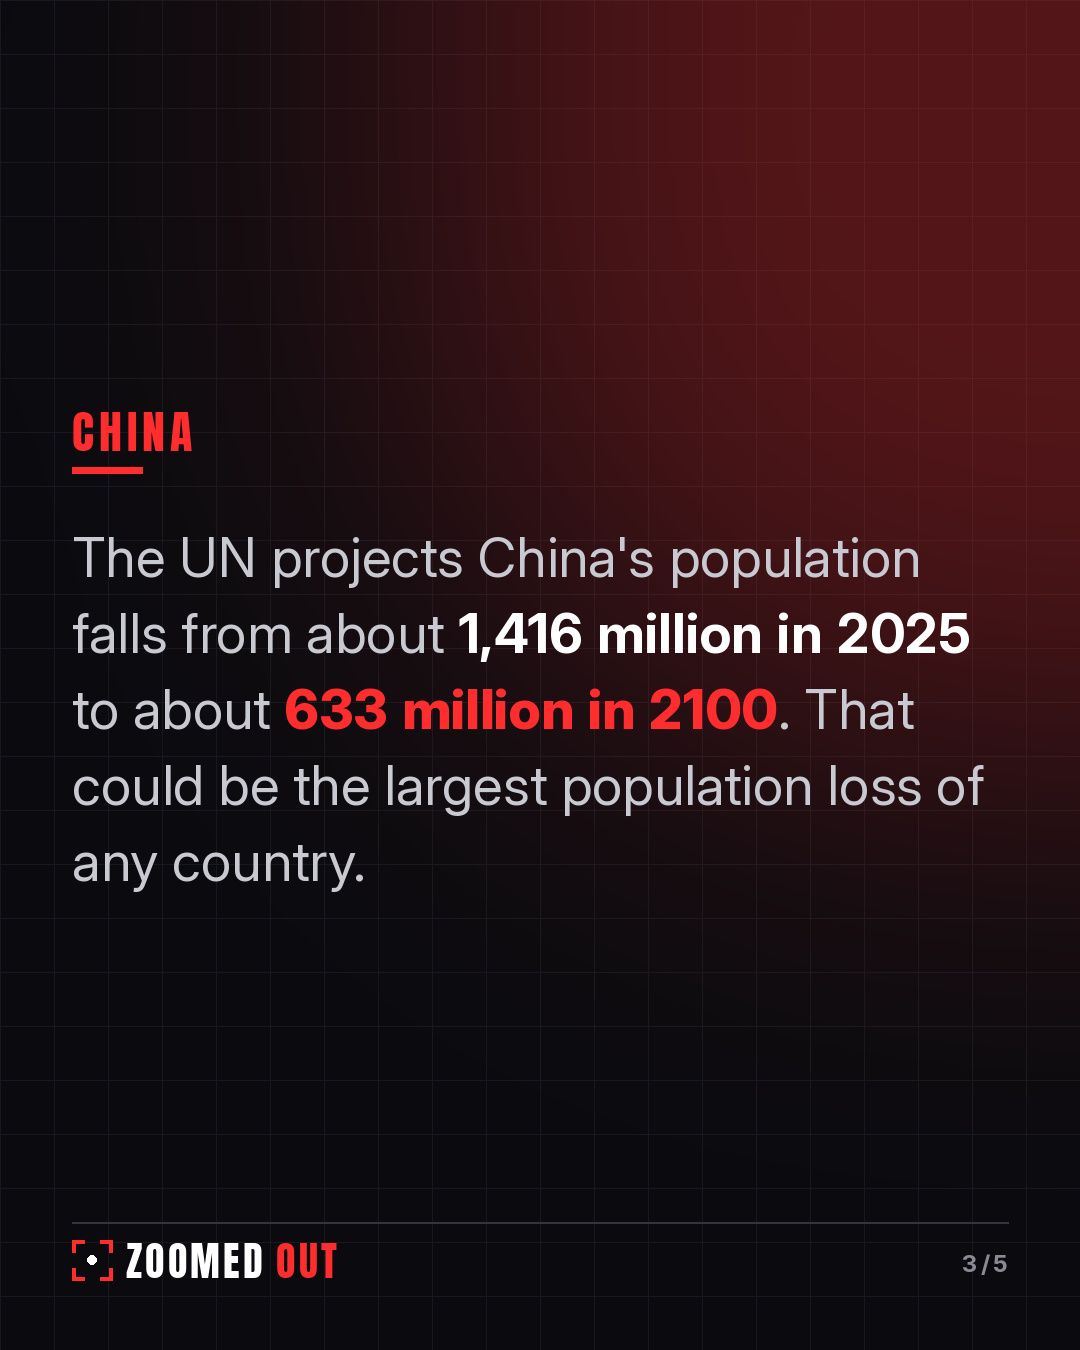 CHINA
The UN projects China's population
falls from about 1,416 million in 2025
to about 633 million in 2100. That
could be the largest population loss of
any country.
ZOOMED OUT
3/5